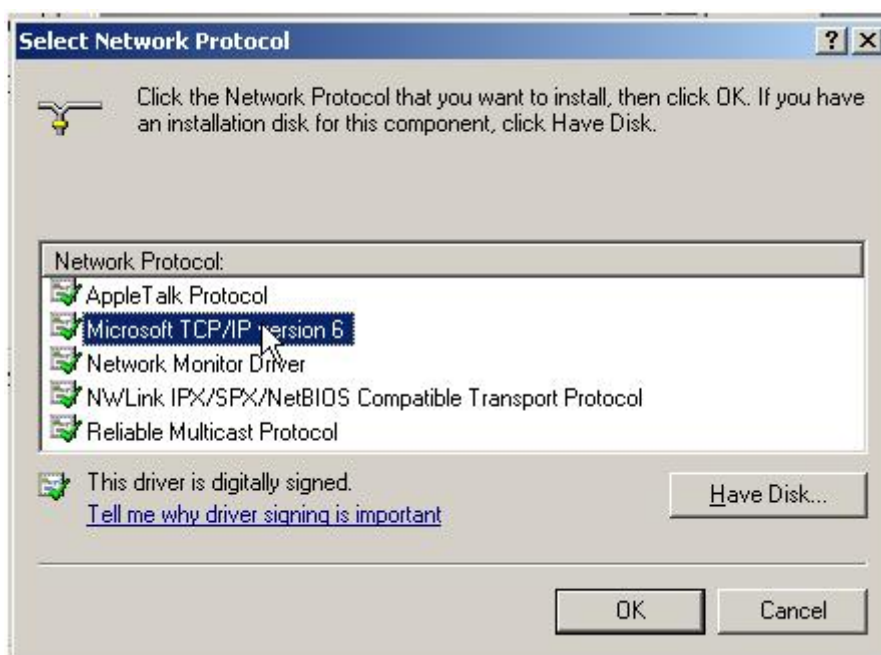 Select Network Protocol
Click the Network Protocol that you want to install, then click OK. If you have
an installation disk for this component, click Have Disk.
Network Protocol:
AppleTalk Protocol
Microsoft TCP/IP version 6
Network Monitor Driver
NWLink IPX/SPX/NetBIOS Compatible Transport Protocol
Reliable Multicast Protocol
This driver is digitally signed.
Tell me why driver signing is important
Have Disk...
OK
Cancel